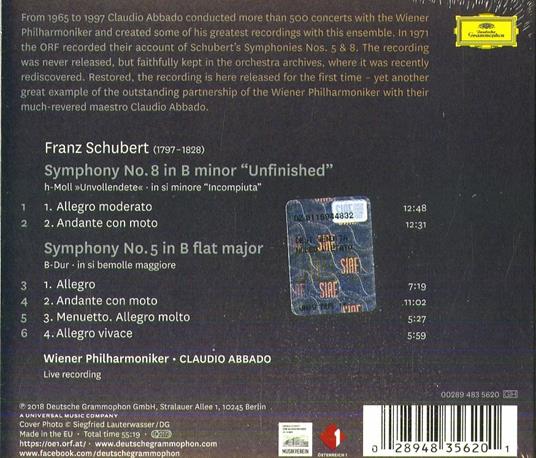 From 1965 to 1997 Claudio Abbado conducted more than 500 concerts with the Wiener
Philharmoniker and created some of his greatest recordings with this ensemble. In 1971
the ORF recorded their account of Schubert's Symphonies Nos. 5 & 8. The recording
was never released, but faithfully kept in the orchestra archives, where it was recently
rediscovered. Restored, the recording is here released for the first time – yet another
great example of the outstanding partnership of the Wiener Philharmoniker with their
much-revered maestro Claudio Abbado.
Deutsche
Grammophon
Franz Schubert (1797–1828)
Symphony No. 8 in B minor “Unfinished”
h-Moll »Unvollendete« · in si minore “Incompiuta”
1 1. Allegro moderato 12:48
2 2. Andante con moto 12:31
Symphony No. 5 in B flat major
B-Dur · in si bemolle maggiore
3 1. Allegro 7:19
4 2. Andante con moto 11:02
5 3. Menuetto. Allegro molto 5:27
6 4. Allegro vivace 5:59
SIAE
Wiener Philharmoniker · CLAUDIO ABBADO
Live recording
00289 483 5620 GH
℗ 2018 Deutsche Grammophon GmbH, Stralauer Allee 1, 10245 Berlin
A UNIVERSAL MUSIC COMPANY
Cover Photo © Siegfried Lauterwasser/DG
Made in the EU · Total time 55:19
https://oe1.orf.at/ · www.deutschegrammophon.com
www.deutschegrammophon.com
MUSIKVEREIN
1
ÖSTERREICH 1
0 28948 35620 1